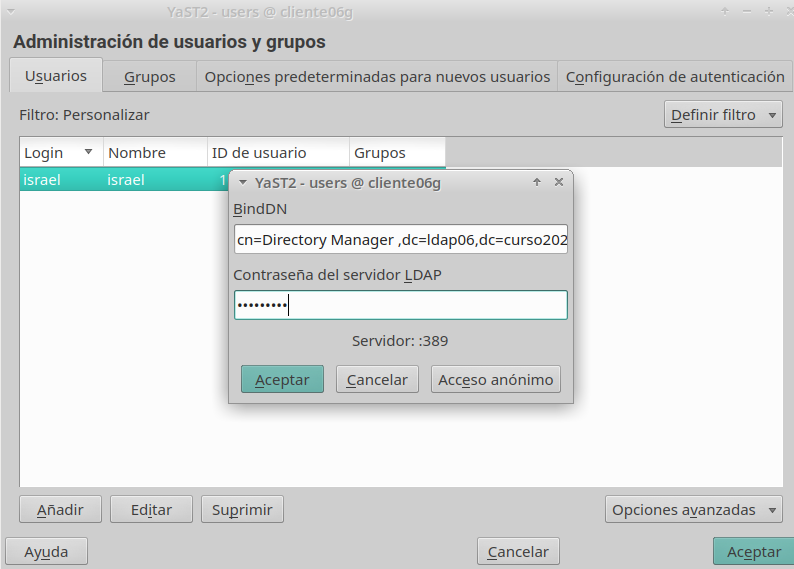 YaST2 - users @ cliente06g
Administración de usuarios y grupos
Usuarios Grupos Opciones predeterminadas para nuevos usuarios Configuración de autenticación
Filtro: Personalizar Definir filtro
Login Nombre ID de usuario Grupos
israel israel 1
YaST2 - users @ cliente06g
BindDN
cn=Directory Manager ,dc=ldap06,dc=curso202
Contraseña del servidor LDAP
•••••••••
Servidor: :389
Aceptar Cancelar Acceso anónimo
Añadir Editar Suprimir Opciones avanzadas
Ayuda Cancelar Aceptar